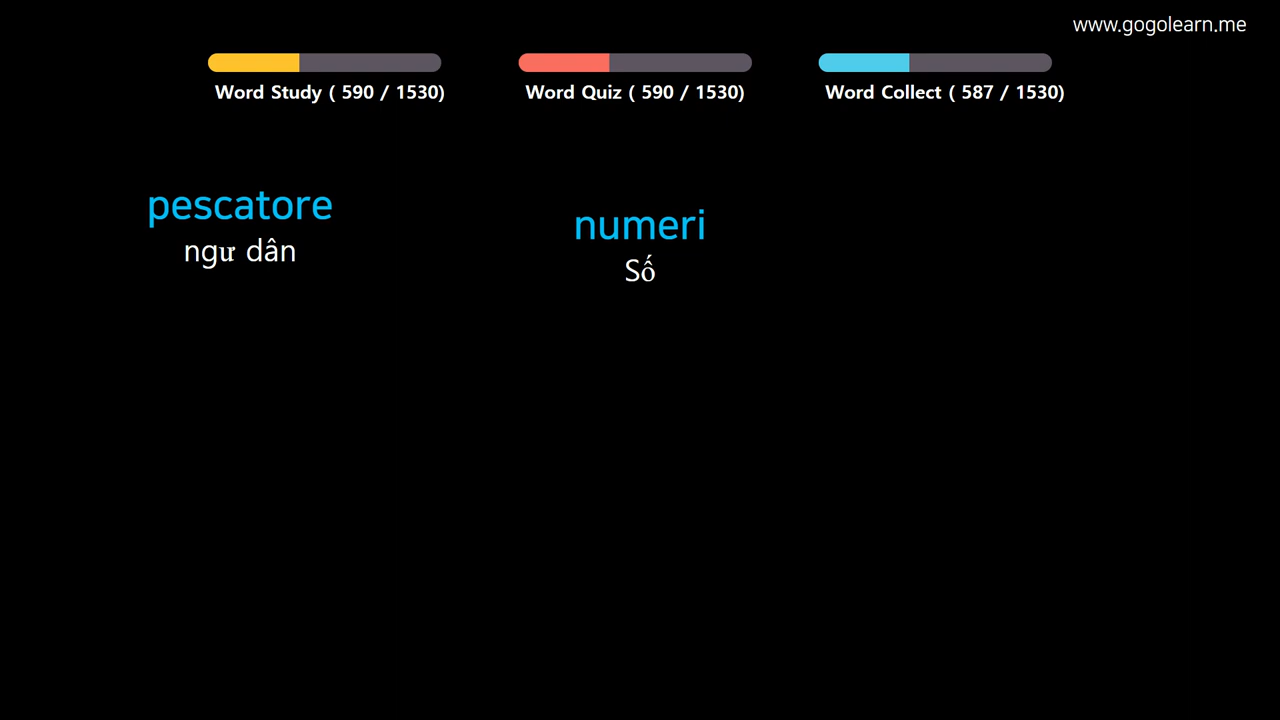 www.gogolearn.me
Word Study ( 590 / 1530)
Word Quiz ( 590 / 1530)
Word Collect ( 587 / 1530)
pescatore
ngư dân
numeri
Số